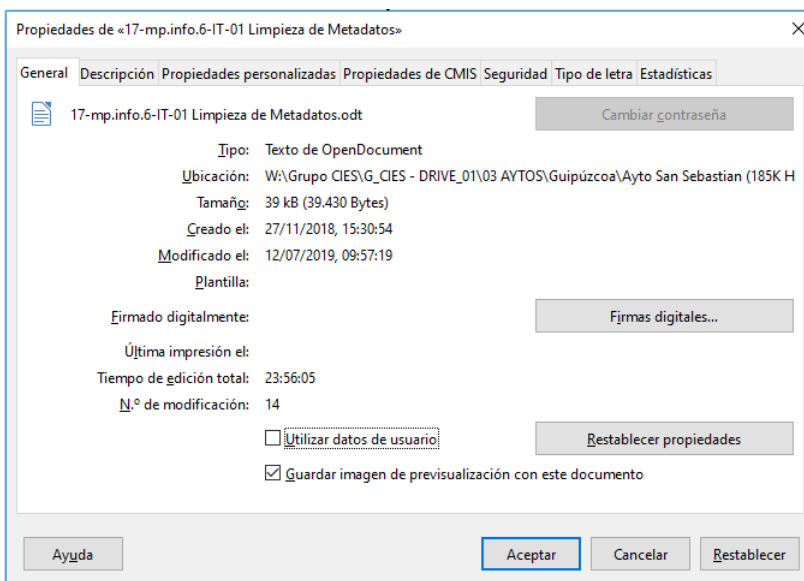 Propiedades de «17-mp.info.6-IT-01 Limpieza de Metadatos»
General Descripción Propiedades personalizadas Propiedades de CMIS Seguridad Tipo de letra Estadísticas
17-mp.info.6-IT-01 Limpieza de Metadatos.odt Cambiar contraseña
Tipo: Texto de OpenDocument
Ubicación: W:\Grupo CIES\G_CIES - DRIVE_01\03 AYTOS\Guipúzcoa\Ayto San Sebastian (185K H
Tamaño: 39 kB (39.430 Bytes)
Creado el: 27/11/2018, 15:30:54
Modificado el: 12/07/2019, 09:57:19
Plantilla:
Firmado digitalmente: Firmas digitales...
Última impresión el:
Tiempo de edición total: 23:56:05
N.º de modificación: 14
Utilizar datos de usuario Restablecer propiedades
Guardar imagen de previsualización con este documento
Ayuda Aceptar Cancelar Restablecer